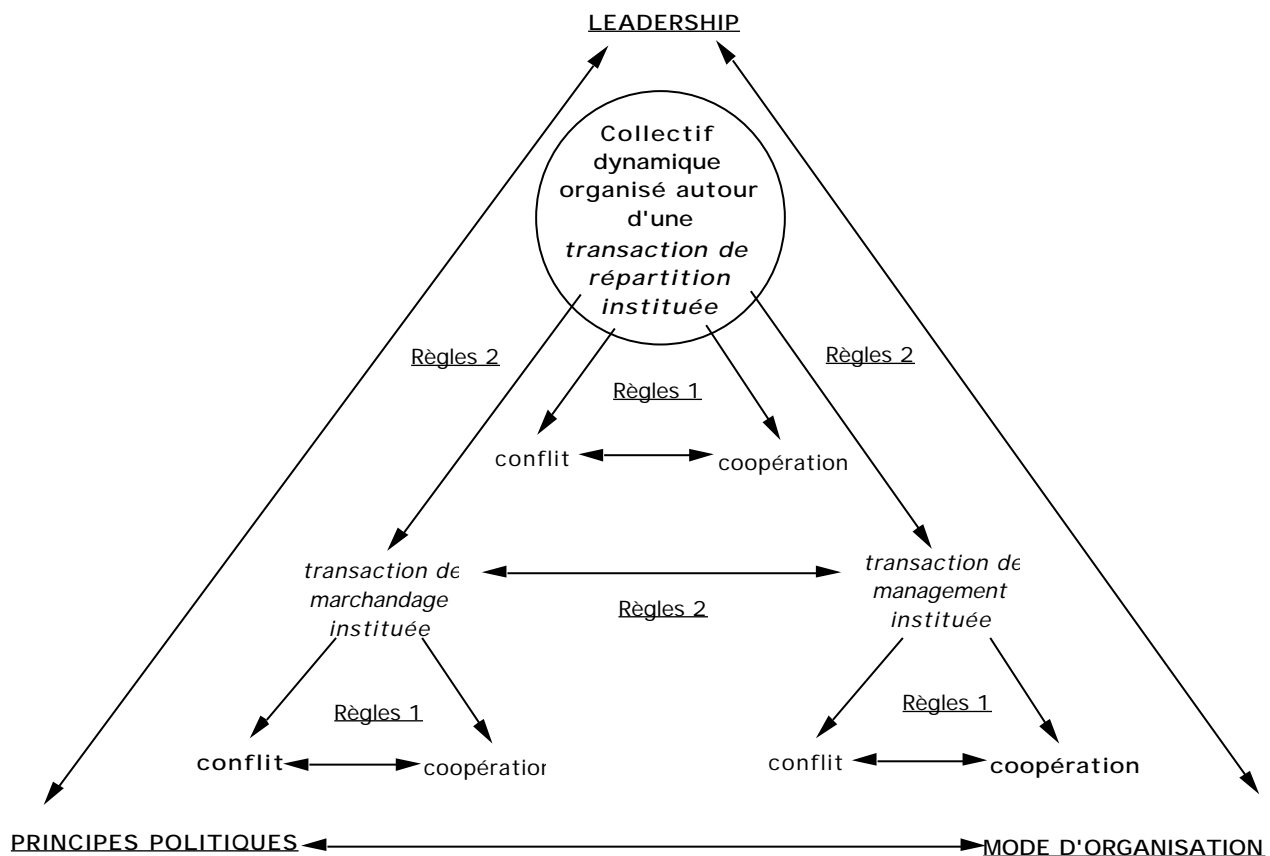 LEADERSHIP
Collectif
dynamique
organisé autour
d'une
transaction de
répartition
instituée
Règles 2
Règles 2
Règles 1
conflit
coopération
transaction de
marchandage
instituée
Règles 2
transaction de
management
instituée
Règles 1
conflit
coopération
Règles 1
conflit
coopération
PRINCIPES POLITIQUES
MODE D'ORGANISATION